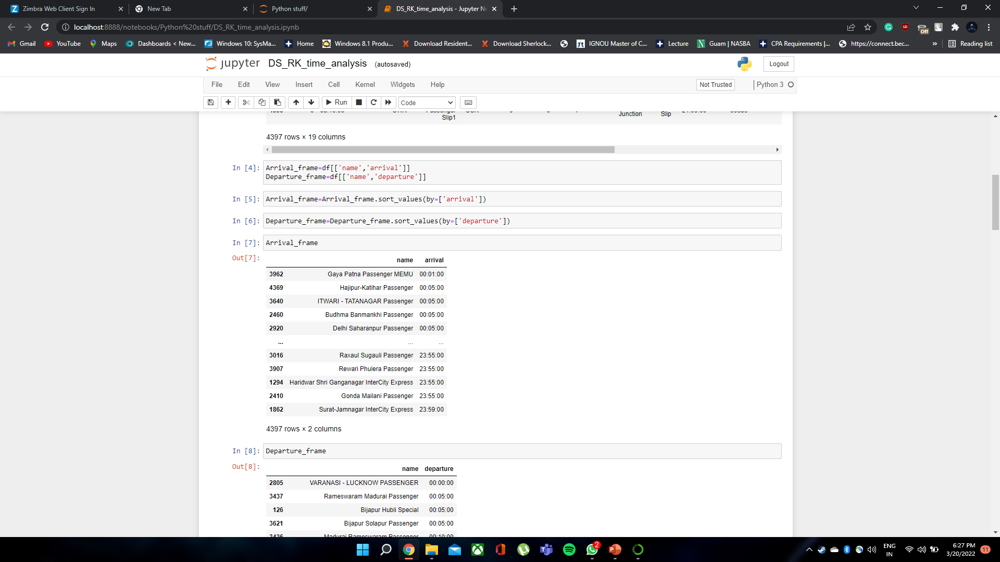 Zimbra Web Client Sign In
New Tab
Python stuff/
DS_RK_time_analysis - Jupyter No
localhost:8888/notebooks/Python%20stuff/DS_RK_time_analysis.ipynb
Off
Gmail
YouTube
Maps
Dashboards < New...
Windows 10: SysMa...
Home
Windows 8.1 Produ...
Download Resident...
Download Sherlock...
IGNOU Master of C...
Lecture
Guam | NASBA
CPA Requirements |...
https://connect.bec...
»
Reading list
jupyter DS_RK_time_analysis (autosaved)
Logout
File Edit View Insert Cell Kernel Widgets Help
Not Trusted
Python 3
Run
Code
Slip1
Junction
Slip
4397 rows × 19 columns
In [4]: Arrival_frame=df[['name','arrival']]
Departure_frame=df[['name','departure']]
In [5]: Arrival_frame=Arrival_frame.sort_values(by=['arrival'])
In [6]: Departure_frame=Departure_frame.sort_values(by=['departure'])
In [7]: Arrival_frame
Out[7]:
name arrival
3962 Gaya Patna Passenger MEMU 00:01:00
4369 Hajipur-Katihar Passenger 00:05:00
3640 ITWARI - TATANAGAR Passenger 00:05:00
2460 Budhma Banmankhi Passenger 00:05:00
2920 Delhi Saharanpur Passenger 00:05:00
... ... ...
3016 Raxaul Sugauli Passenger 23:55:00
3907 Rewari Phulera Passenger 23:55:00
1294 Haridwar Shri Ganganagar InterCity Express 23:55:00
2410 Gonda Mailani Passenger 23:55:00
1862 Surat-Jamnagar InterCity Express 23:59:00
4397 rows × 2 columns
In [8]: Departure_frame
Out[8]:
name departure
2805 VARANASI - LUCKNOW PASSENGER 00:00:00
3437 Rameswaram Madurai Passenger 00:05:00
126 Bijapur Hubli Special 00:05:00
3621 Bijapur Solapur Passenger 00:05:00
3436 Madurai Rameswaram Passenger 00:10:00
2
ENG
IN
6:27 PM
3/20/2022
11